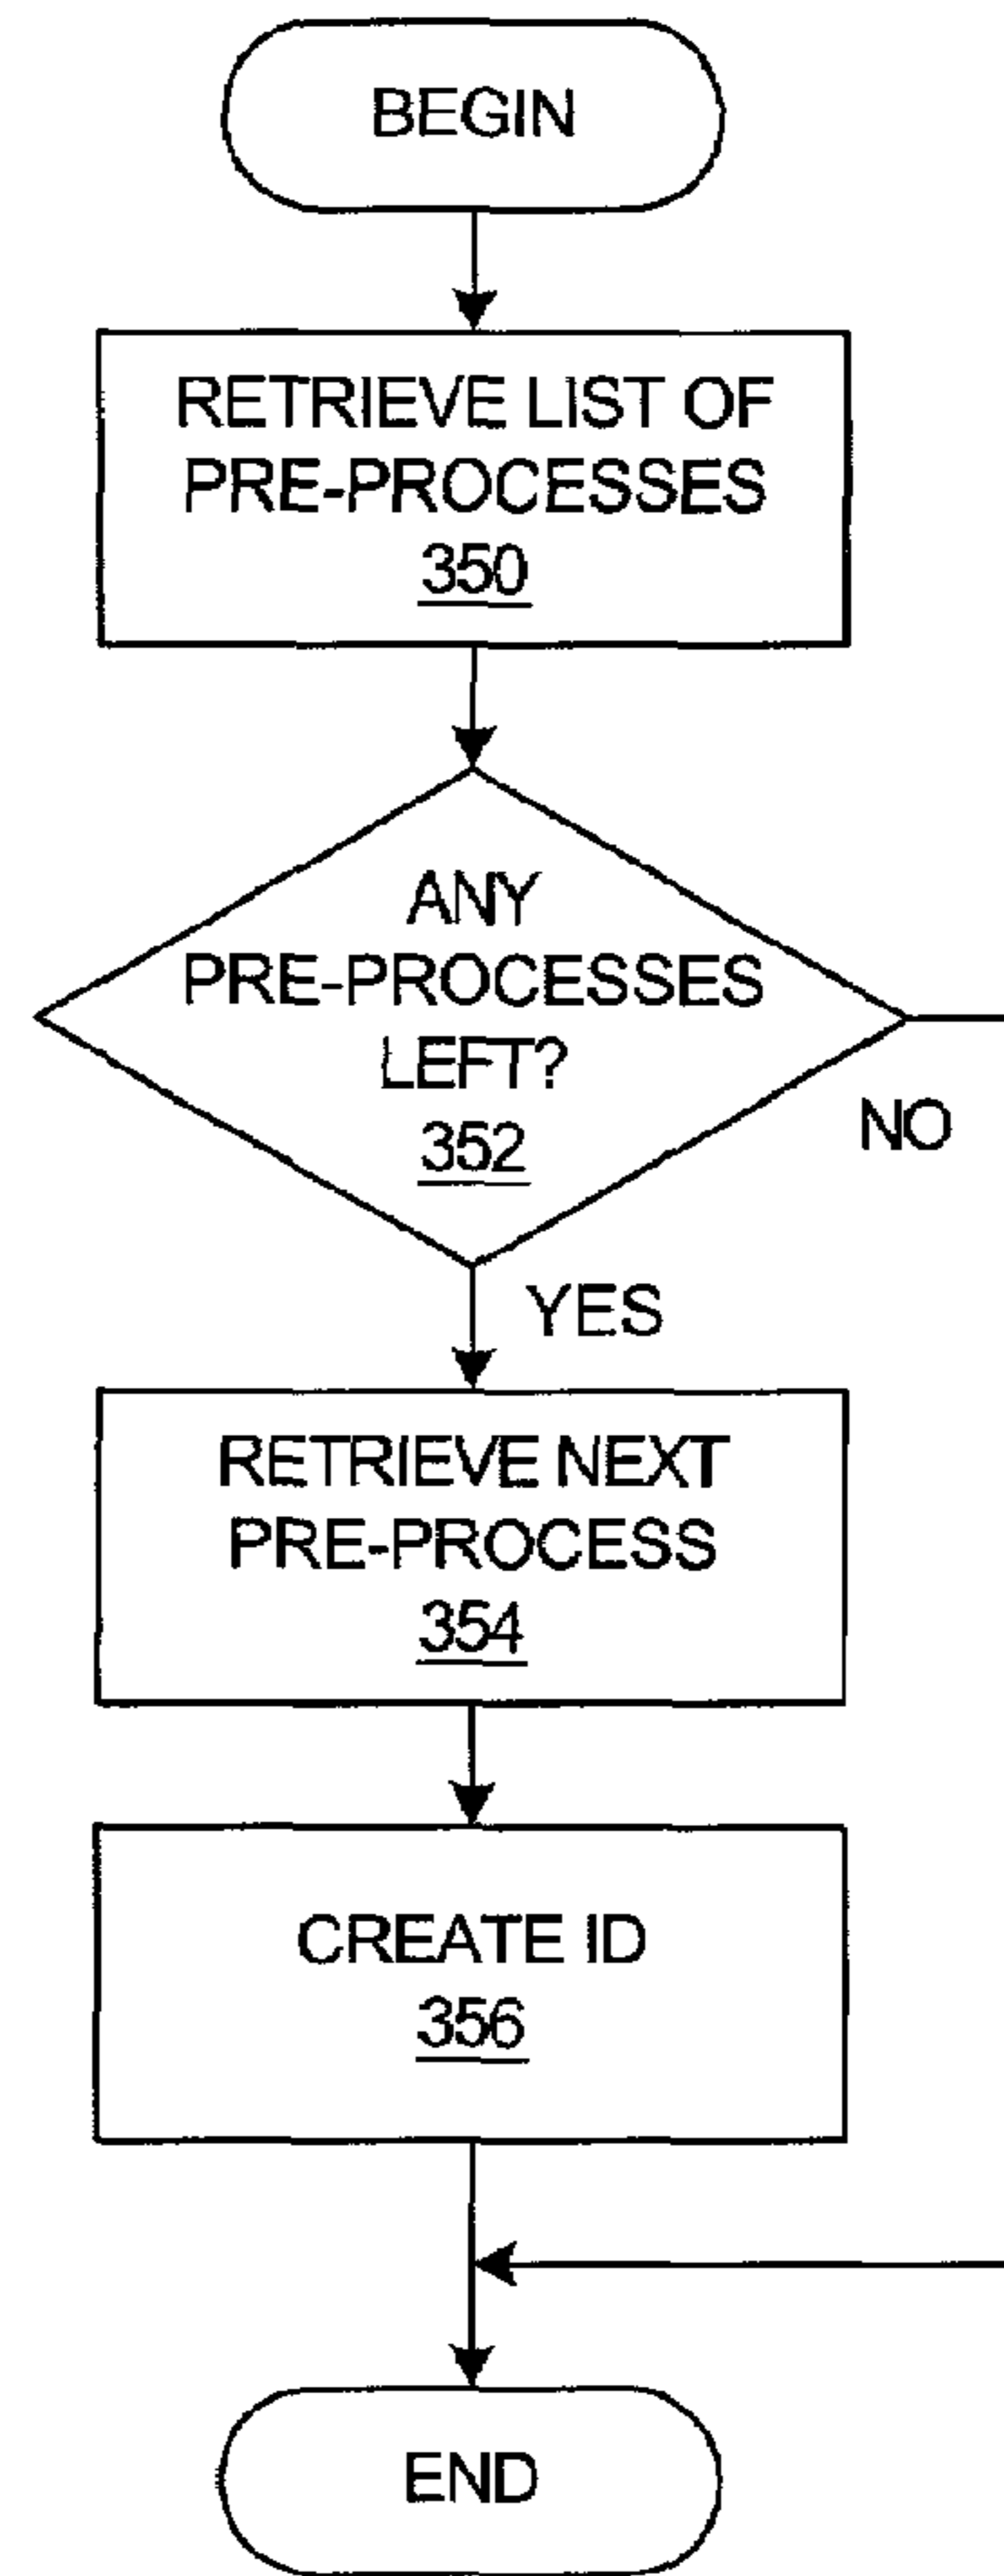 BEGIN
RETRIEVE LIST OF
PRE-PROCESSES
350
ANY
PRE-PROCESSES
LEFT?
352
NO
YES
RETRIEVE NEXT
PRE-PROCESS
354
CREATE ID
356
END